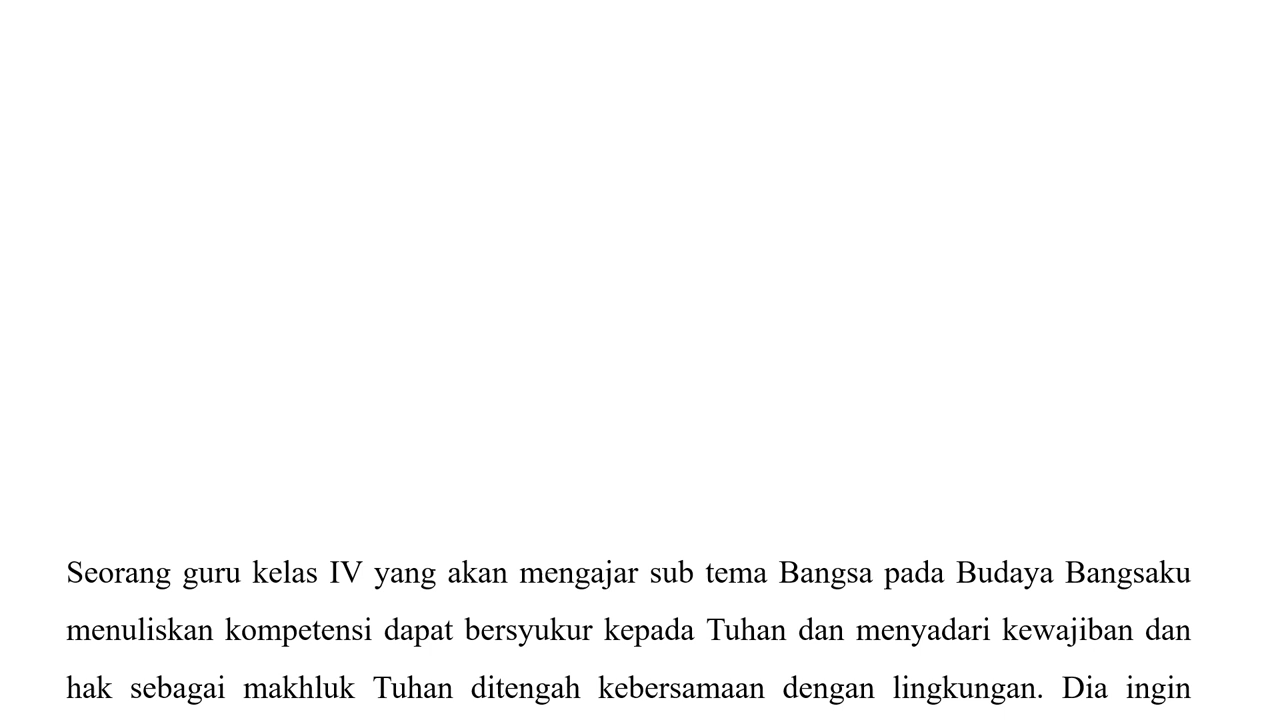 Seorang guru kelas IV yang akan mengajar sub tema Bangsa pada Budaya Bangsaku
menuliskan kompetensi dapat bersyukur kepada Tuhan dan menyadari kewajiban dan
hak sebagai makhluk Tuhan ditengah kebersamaan dengan lingkungan. Dia ingin